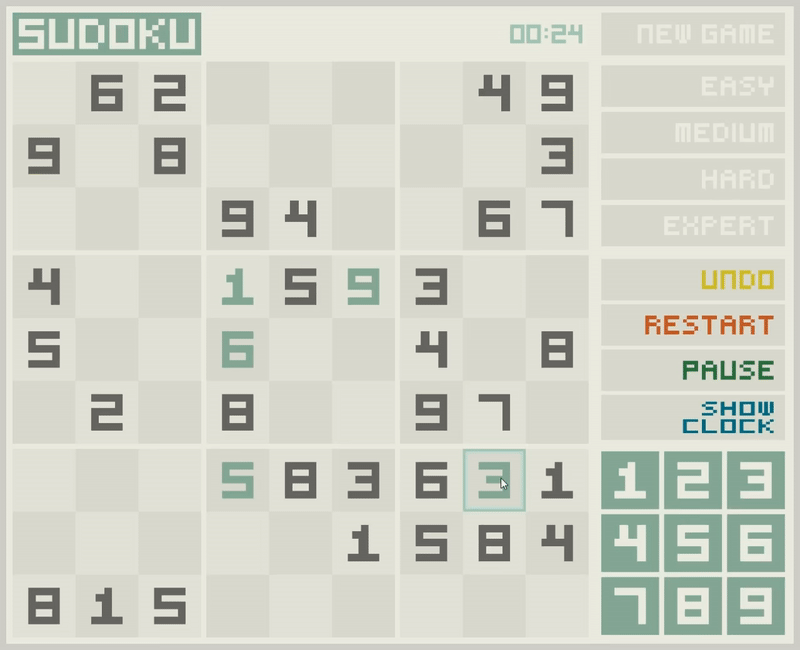 SUDOKU 00:24 NEW GAME
6 2 4 9 EASY
9 8 3 MEDIUM
HARD
9 4 6 7 EXPERT
4 1 5 9 3 UNDO
RESTART
5 6 4 8 PAUSE
2 8 9 7 SHOW
CLOCK
5 8 3 6 3 1 1 2 3
1 5 8 4 4 5 6
8 1 5 7 8 9